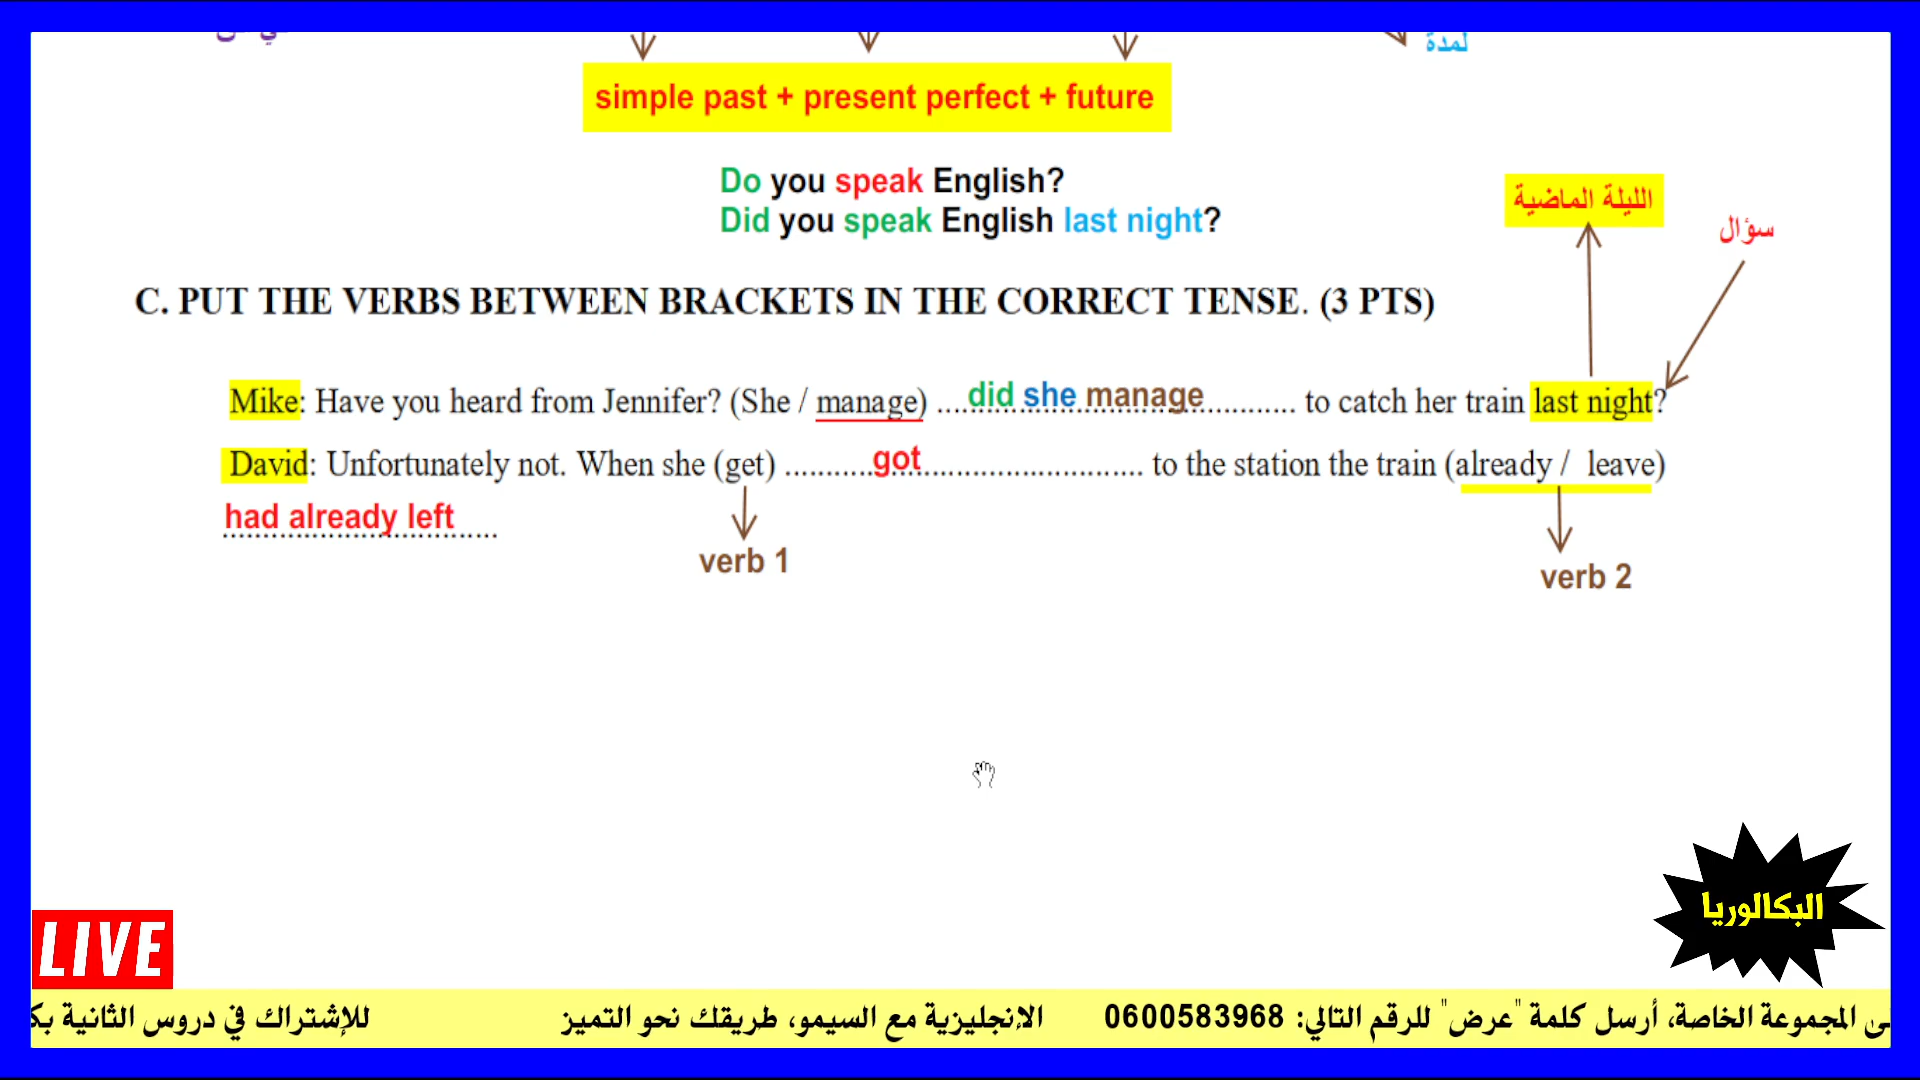 لمدة
simple past + present perfect + future
Do you speak English?
Did you speak English last night?
الليلة الماضية
سؤال
C. PUT THE VERBS BETWEEN BRACKETS IN THE CORRECT TENSE. (3 PTS)
Mike: Have you heard from Jennifer? (She / manage) did she manage to catch her train last night?
David: Unfortunately not. When she (get) got to the station the train (already / leave)
had already left
verb 1
verb 2
البكالوريا
LIVE
المجموعة الخاصة، أرسل كلمة "عرض" للرقم التالي: 0600583968 الإنجليزية مع السيمو، طريقك نحو التميز للإشتراك في دروس الثانية